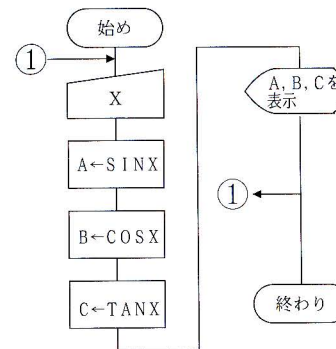 始め
①
X
A←SINX
B←COSX
C←TANX
A,B,Cを
表示
①
終わり